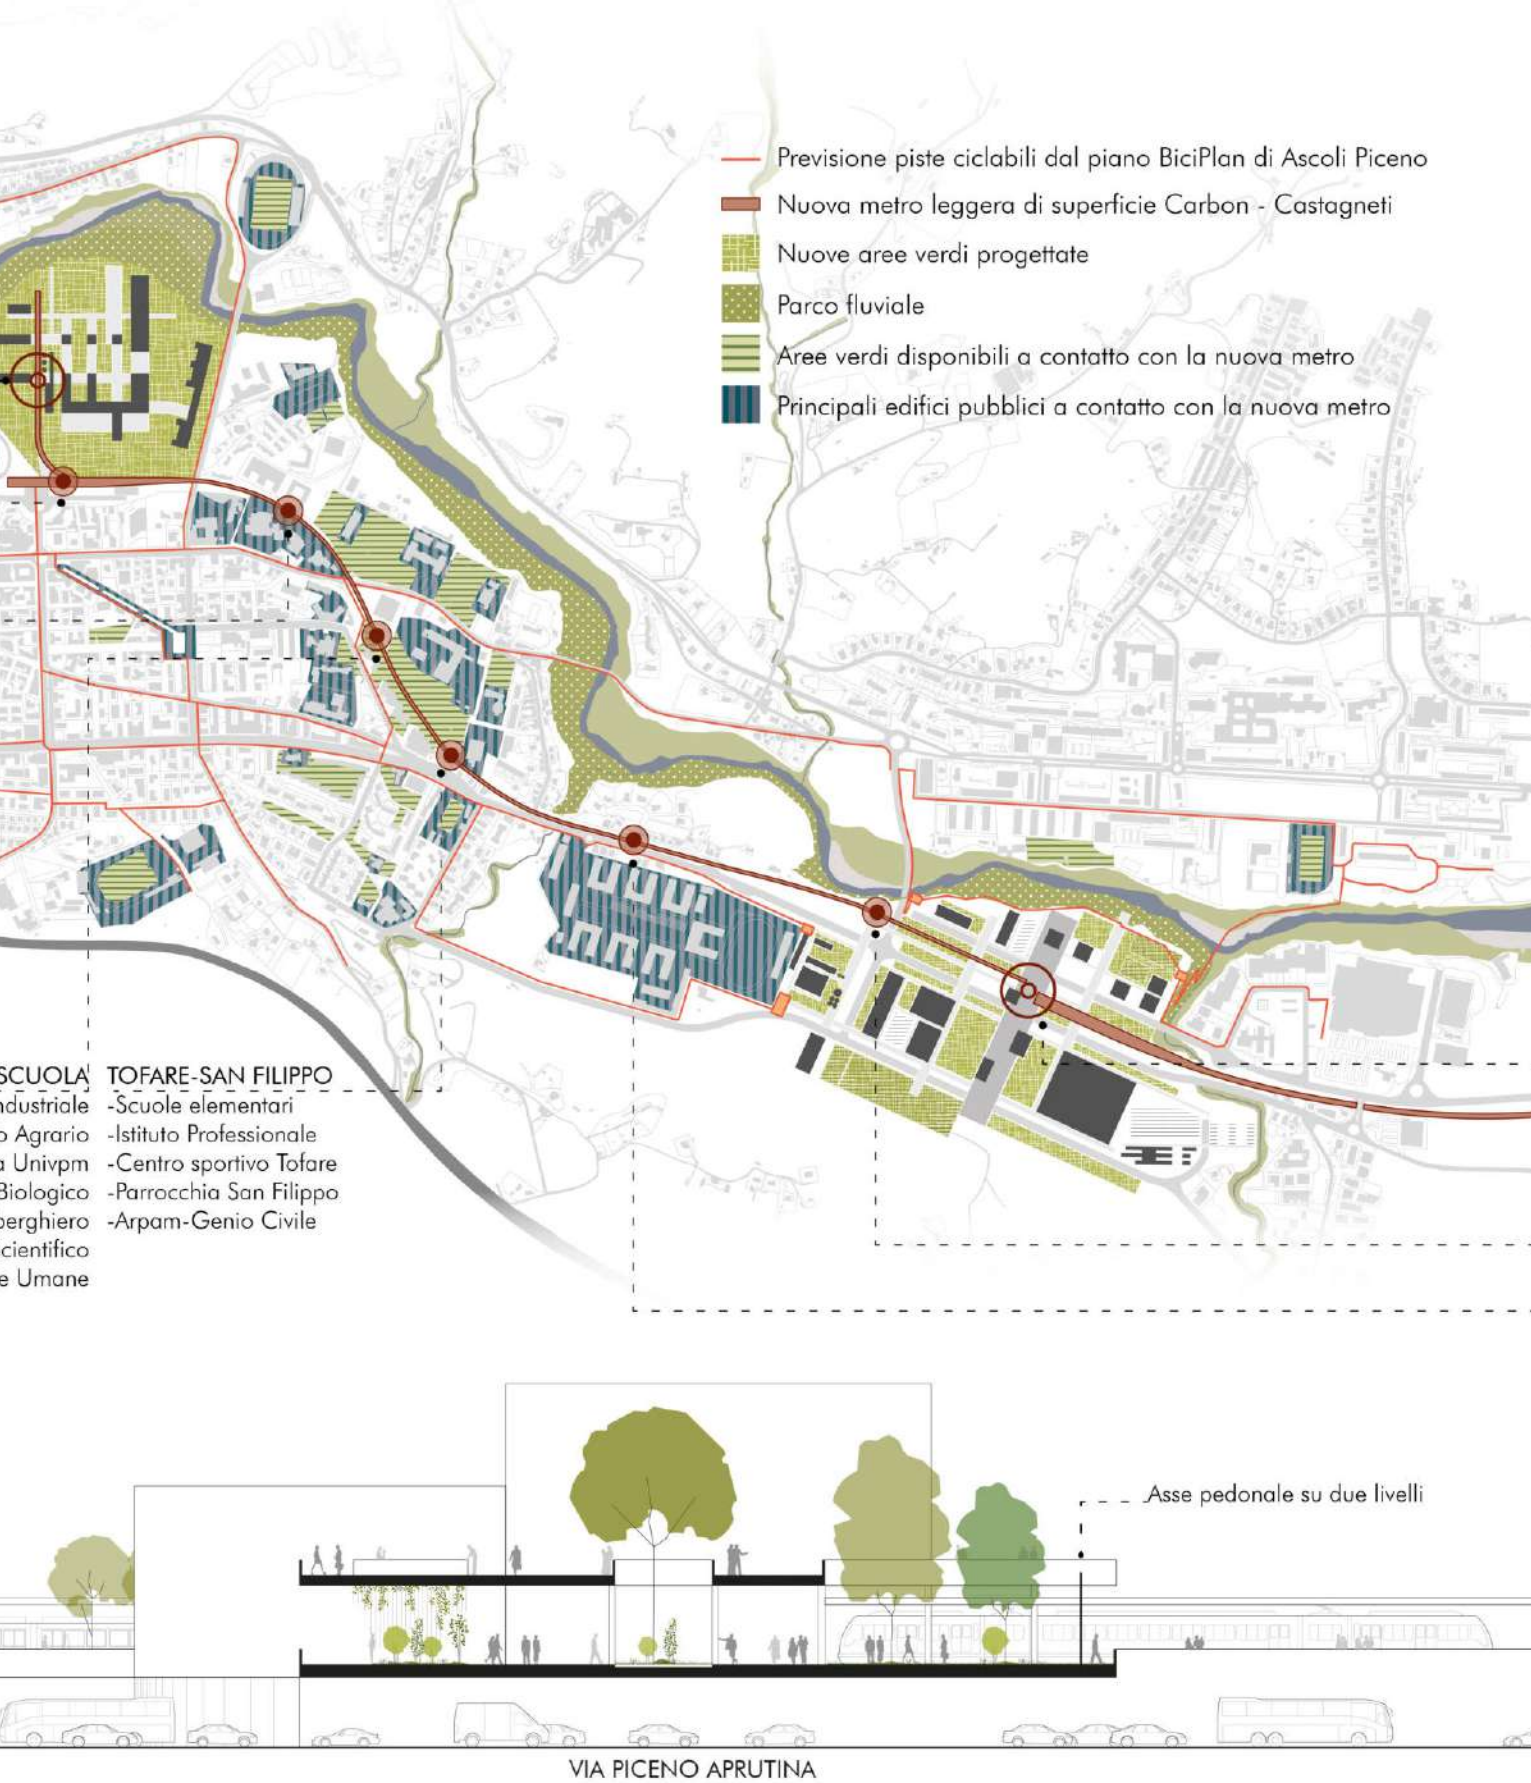 Previsione piste ciclabili dal piano BiciPlan di Ascoli Piceno
Nuova metro leggera di superficie Carbon - Castagneti
Nuove aree verdi progettate
Parco fluviale
Aree verdi disponibili a contatto con la nuova metro
Principali edifici pubblici a contatto con la nuova metro
SCUOLA
ndustriale
o Agrario
a Univpm
Biologico
berghiero
cientifico
e Umane
TOFARE-SAN FILIPPO
-Scuole elementari
-Istituto Professionale
-Centro sportivo Tofare
-Parrocchia San Filippo
-Arpam-Genio Civile
Asse pedonale su due livelli
VIA PICENO APRUTINA